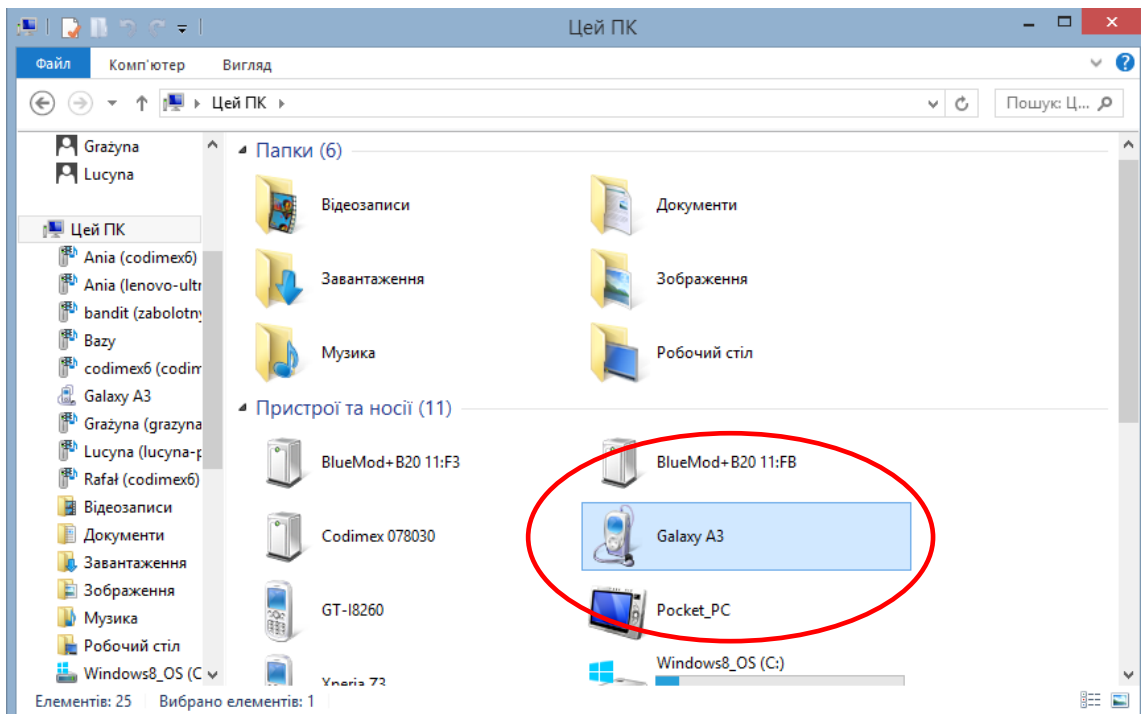 Цей ПК
Файл Комп'ютер Вигляд
Цей ПК Пошук: Ц...
Grażyna
Lucyna
Цей ПК
Ania (codimex6)
Ania (lenovo-ultr
bandit (zabolotny
Bazy
codimex6 (codim
Galaxy A3
Grażyna (grazyna
Lucyna (lucyna-p
Rafał (codimex6)
Відеозаписи
Документи
Завантаження
Зображення
Музика
Робочий стіл
Windows8_OS (C
Папки (6)
Відеозаписи
Документи
Завантаження
Зображення
Музика
Робочий стіл
Пристрої та носії (11)
BlueMod+B20 11:F3
BlueMod+B20 11:FB
Codimex 078030
Galaxy A3
GT-I8260
Pocket_PC
Xperia Z3
Windows8_OS (C:)
Елементів: 25 Вибрано елементів: 1